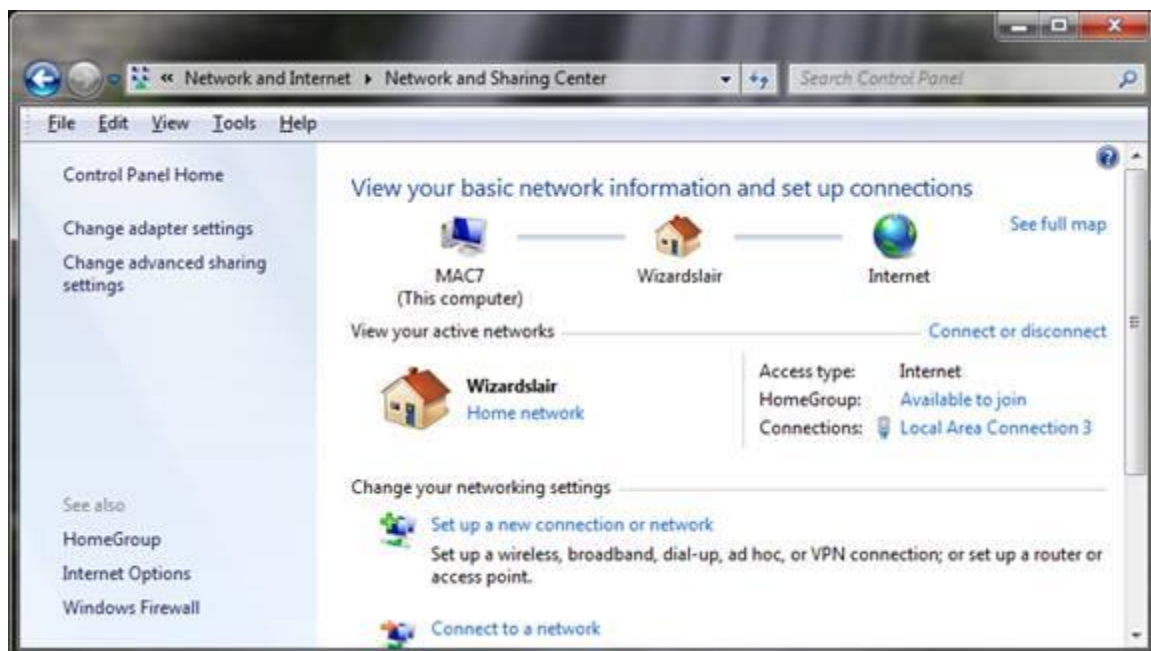 « Network and Internet ▸ Network and Sharing Center
Search Control Panel
File Edit View Tools Help
Control Panel Home
Change adapter settings
Change advanced sharing
settings
See also
HomeGroup
Internet Options
Windows Firewall
View your basic network information and set up connections
See full map
MAC7
(This computer)
Wizardslair
Internet
View your active networks
Connect or disconnect
Wizardslair
Home network
Access type: Internet
HomeGroup: Available to join
Connections: Local Area Connection 3
Change your networking settings
Set up a new connection or network
Set up a wireless, broadband, dial-up, ad hoc, or VPN connection; or set up a router or
access point.
Connect to a network